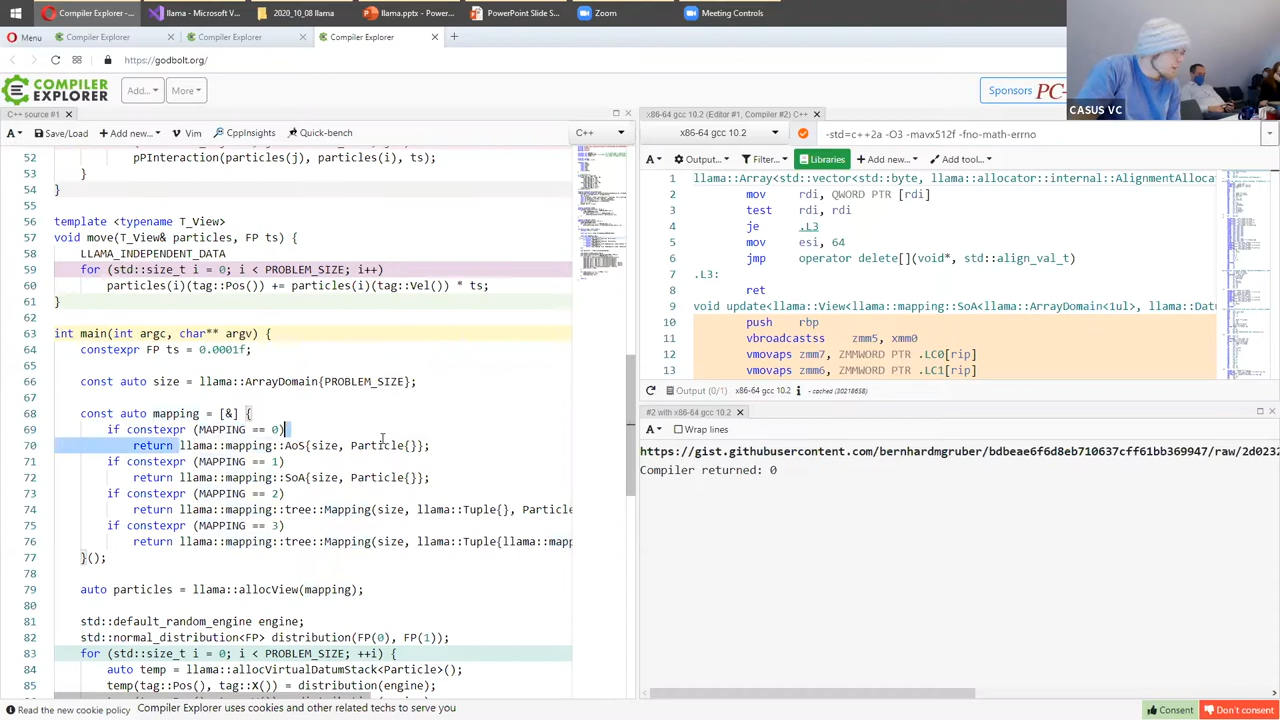 Compiler Explorer -
llama - Microsoft V
2020_10_08 llama
llama.pptx - Power...
PowerPoint Slide S
Zoom
Meeting Controls
Menu
Compiler Explorer
Compiler Explorer
Compiler Explorer
https://godbolt.org/
COMPILER
EXPLORER
Add...
More
Sponsors PC-
CASUS VC
C++ source #1
A
Save/Load
Add new...
Vim
CppInsights
Quick-bench
C++
52 pPInteraction(particles(j), particles(i), ts);
53 }
54 }
55
56 template <typename T_View>
57 void move(T_View& particles, FP ts) {
58 LLAMA_INDEPENDENT_DATA
59 for (std::size_t i = 0; i < PROBLEM_SIZE; i++)
60 particles(i)(tag::Pos()) += particles(i)(tag::Vel()) * ts;
61 }
62
63 int main(int argc, char** argv) {
64 constexpr FP ts = 0.0001f;
65
66 const auto size = llama::ArrayDomain{PROBLEM_SIZE};
67
68 const auto mapping = [&] {
69 if constexpr (MAPPING == 0)
70 return llama::mapping::AoS{size, Particle{}};
71 if constexpr (MAPPING == 1)
72 return llama::mapping::SoA{size, Particle{}};
73 if constexpr (MAPPING == 2)
74 return llama::mapping::tree::Mapping(size, llama::Tuple{}, Particle
75 if constexpr (MAPPING == 3)
76 return llama::mapping::tree::Mapping(size, llama::Tuple{llama::mapp
77 }();
78
79 auto particles = llama::allocView(mapping);
80
81 std::default_random_engine engine;
82 std::normal_distribution<FP> distribution(FP(0), FP(1));
83 for (std::size_t i = 0; i < PROBLEM_SIZE; ++i) {
84 auto temp = llama::allocVirtualDatumStack<Particle>();
85 temp(tag::Pos(), tag::X()) = distribution(engine);
x86-64 gcc 10.2 (Editor #1, Compiler #2) C++
x86-64 gcc 10.2
-std=c++2a -O3 -mavx512f -fno-math-errno
A
Output...
Filter...
Libraries
Add new...
Add tool...
1 llama::Array<std::vector<std::byte, llama::allocator::internal::AlignmentAlloca
2 mov rdi, QWORD PTR [rdi]
3 test rdi, rdi
4 je .L3
5 mov esi, 64
6 jmp operator delete[](void*, std::align_val_t)
7 .L3:
8 ret
9 void update<llama::View<llama::mapping::SoA<llama::ArrayDomain<1ul>, llama::Dat
10 push rbp
11 vbroadcastss zmm5, xmm0
12 vmovaps zmm7, ZMMWORD PTR .LC0[rip]
13 vmovaps zmm6, ZMMWORD PTR .LC1[rip]
Output (0/1) x86-64 gcc 10.2 i - cached (30218658)
#2 with x86-64 gcc 10.2
A
Wrap lines
https://gist.githubusercontent.com/bernhardmgruber/bdbeae6f6d8eb710637cff61bb369947/raw/2d0232
Compiler returned: 0
Read the new cookie policy
Compiler Explorer uses cookies and other related techs to serve you
Consent
Don't consent